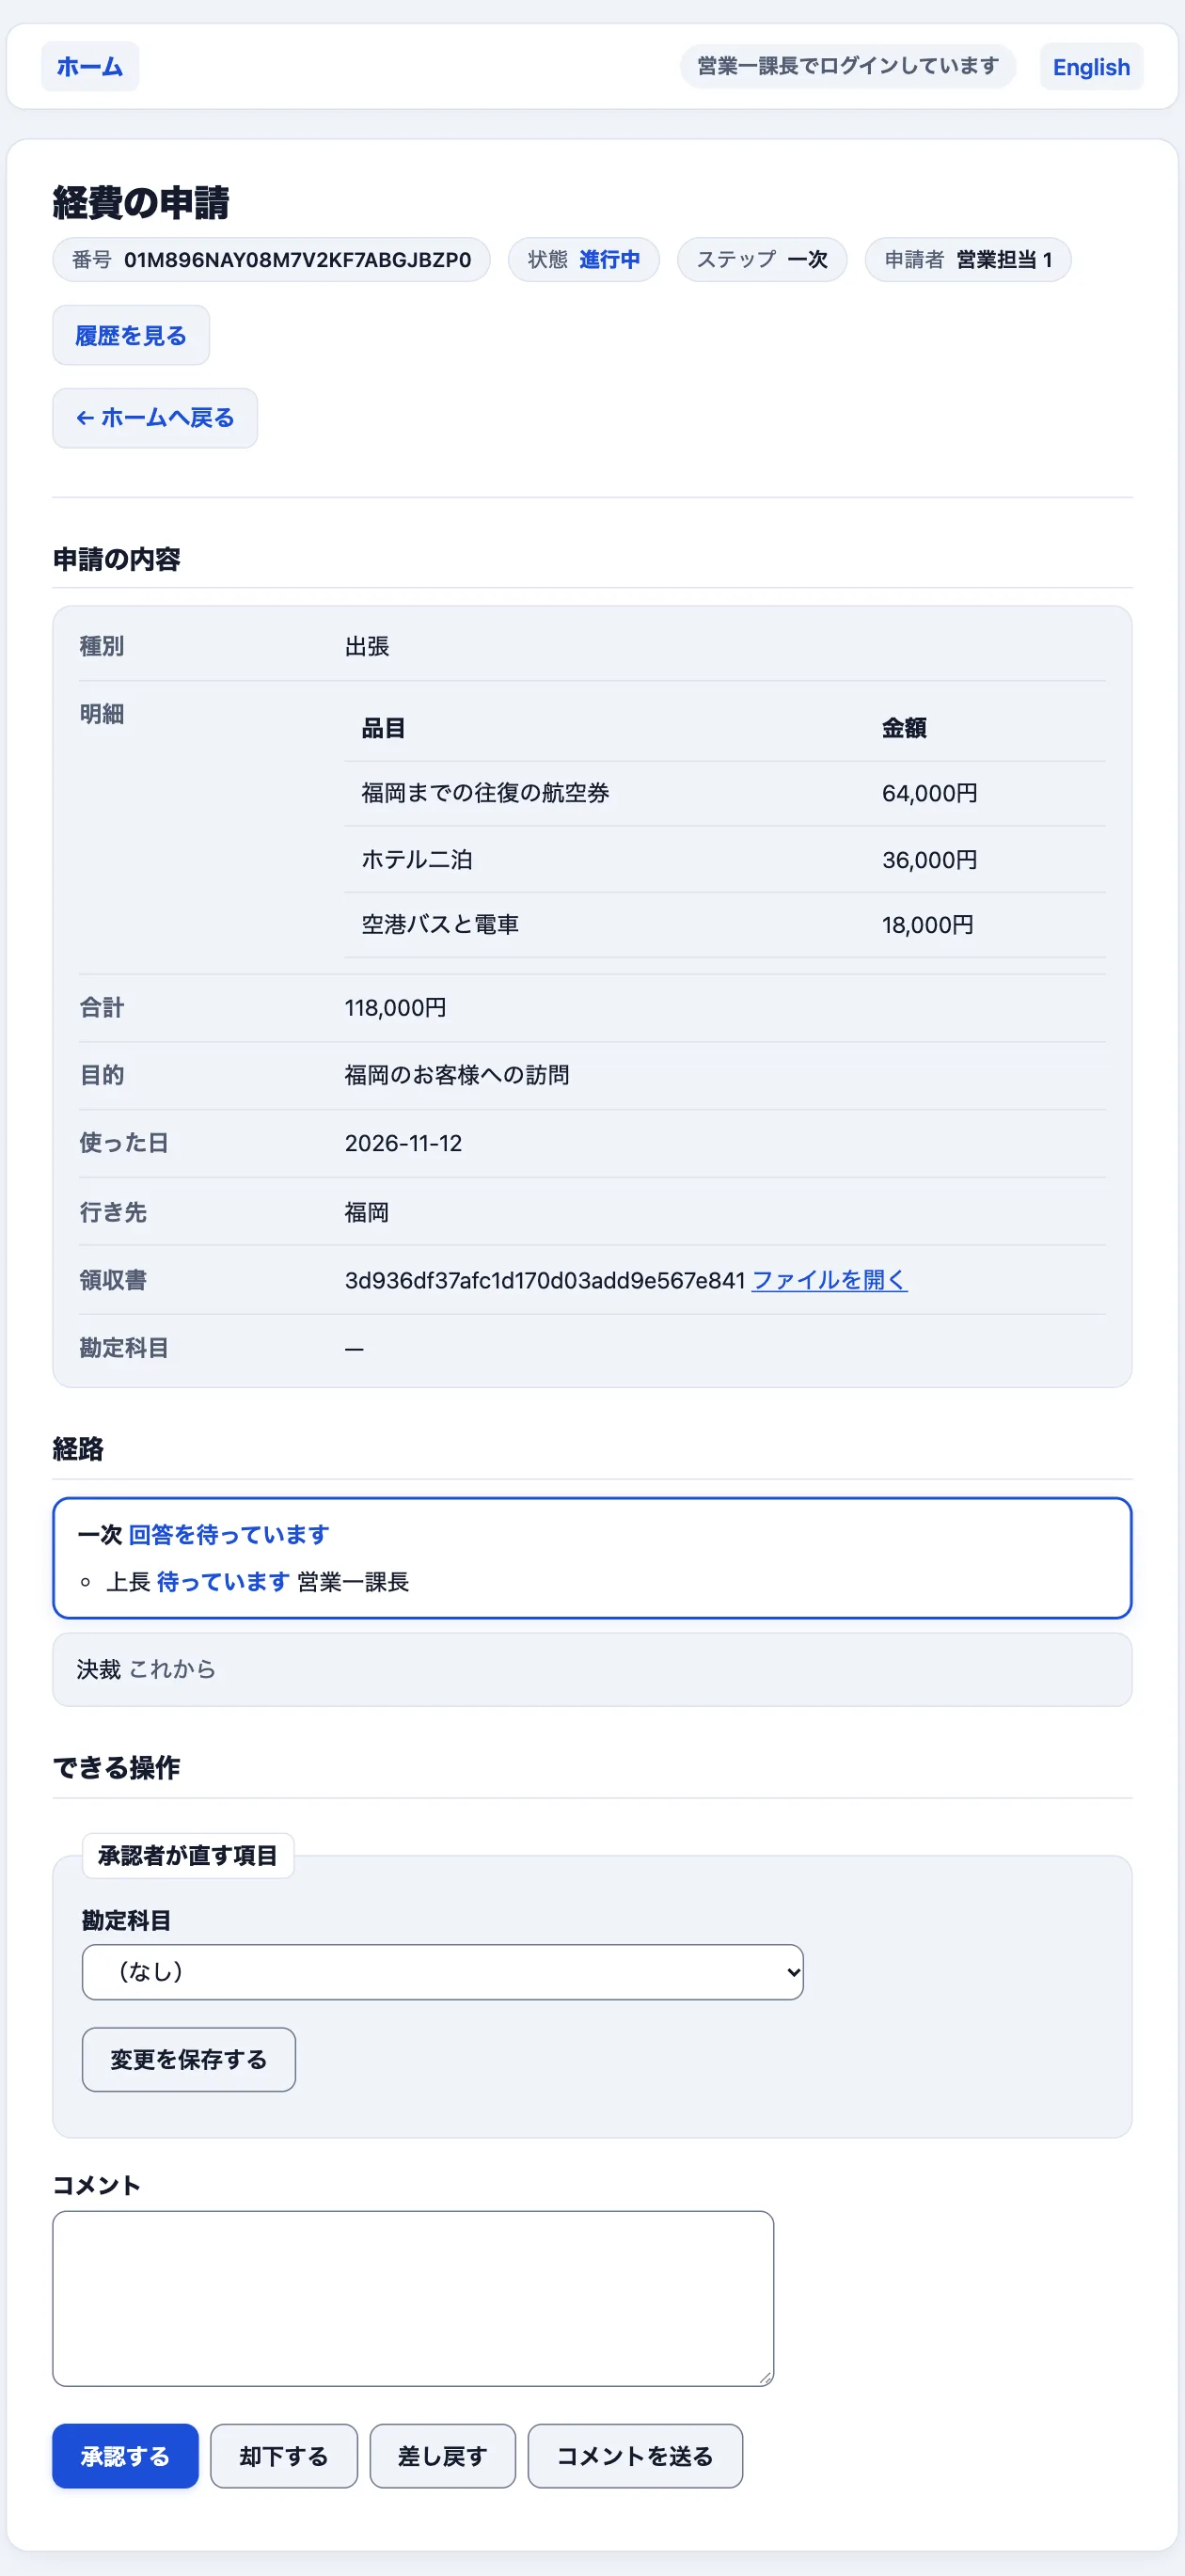 ホーム
営業一課長でログインしています
English
経費の申請
番号 01M896NAY08M7V2KF7ABGJBZP0
状態 進行中
ステップ 一次
申請者 営業担当 1
履歴を見る
← ホームへ戻る
申請の内容
種別 出張
明細
品目 金額
福岡までの往復の航空券 64,000円
ホテル二泊 36,000円
空港バスと電車 18,000円
合計 118,000円
目的 福岡のお客様への訪問
使った日 2026-11-12
行き先 福岡
領収書 3d936df37afc1d170d03add9e567e841 ファイルを開く
勘定科目 —
経路
一次 回答を待っています
上長 待っています 営業一課長
決裁 これから
できる操作
承認者が直す項目
勘定科目
（なし）
変更を保存する
コメント
承認する
却下する
差し戻す
コメントを送る